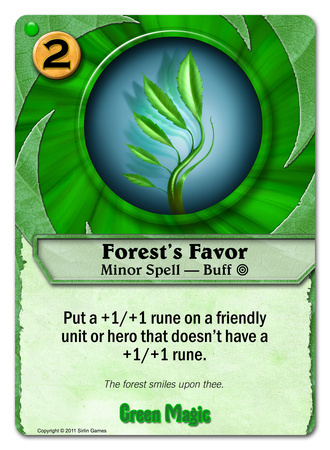 2
Forest's Favor
Minor Spell — Buff ◎
Put a +1/+1 rune on a friendly
unit or hero that doesn't have a
+1/+1 rune.
The forest smiles upon thee.
Green Magic
Copyright © 2011 Sirlin Games